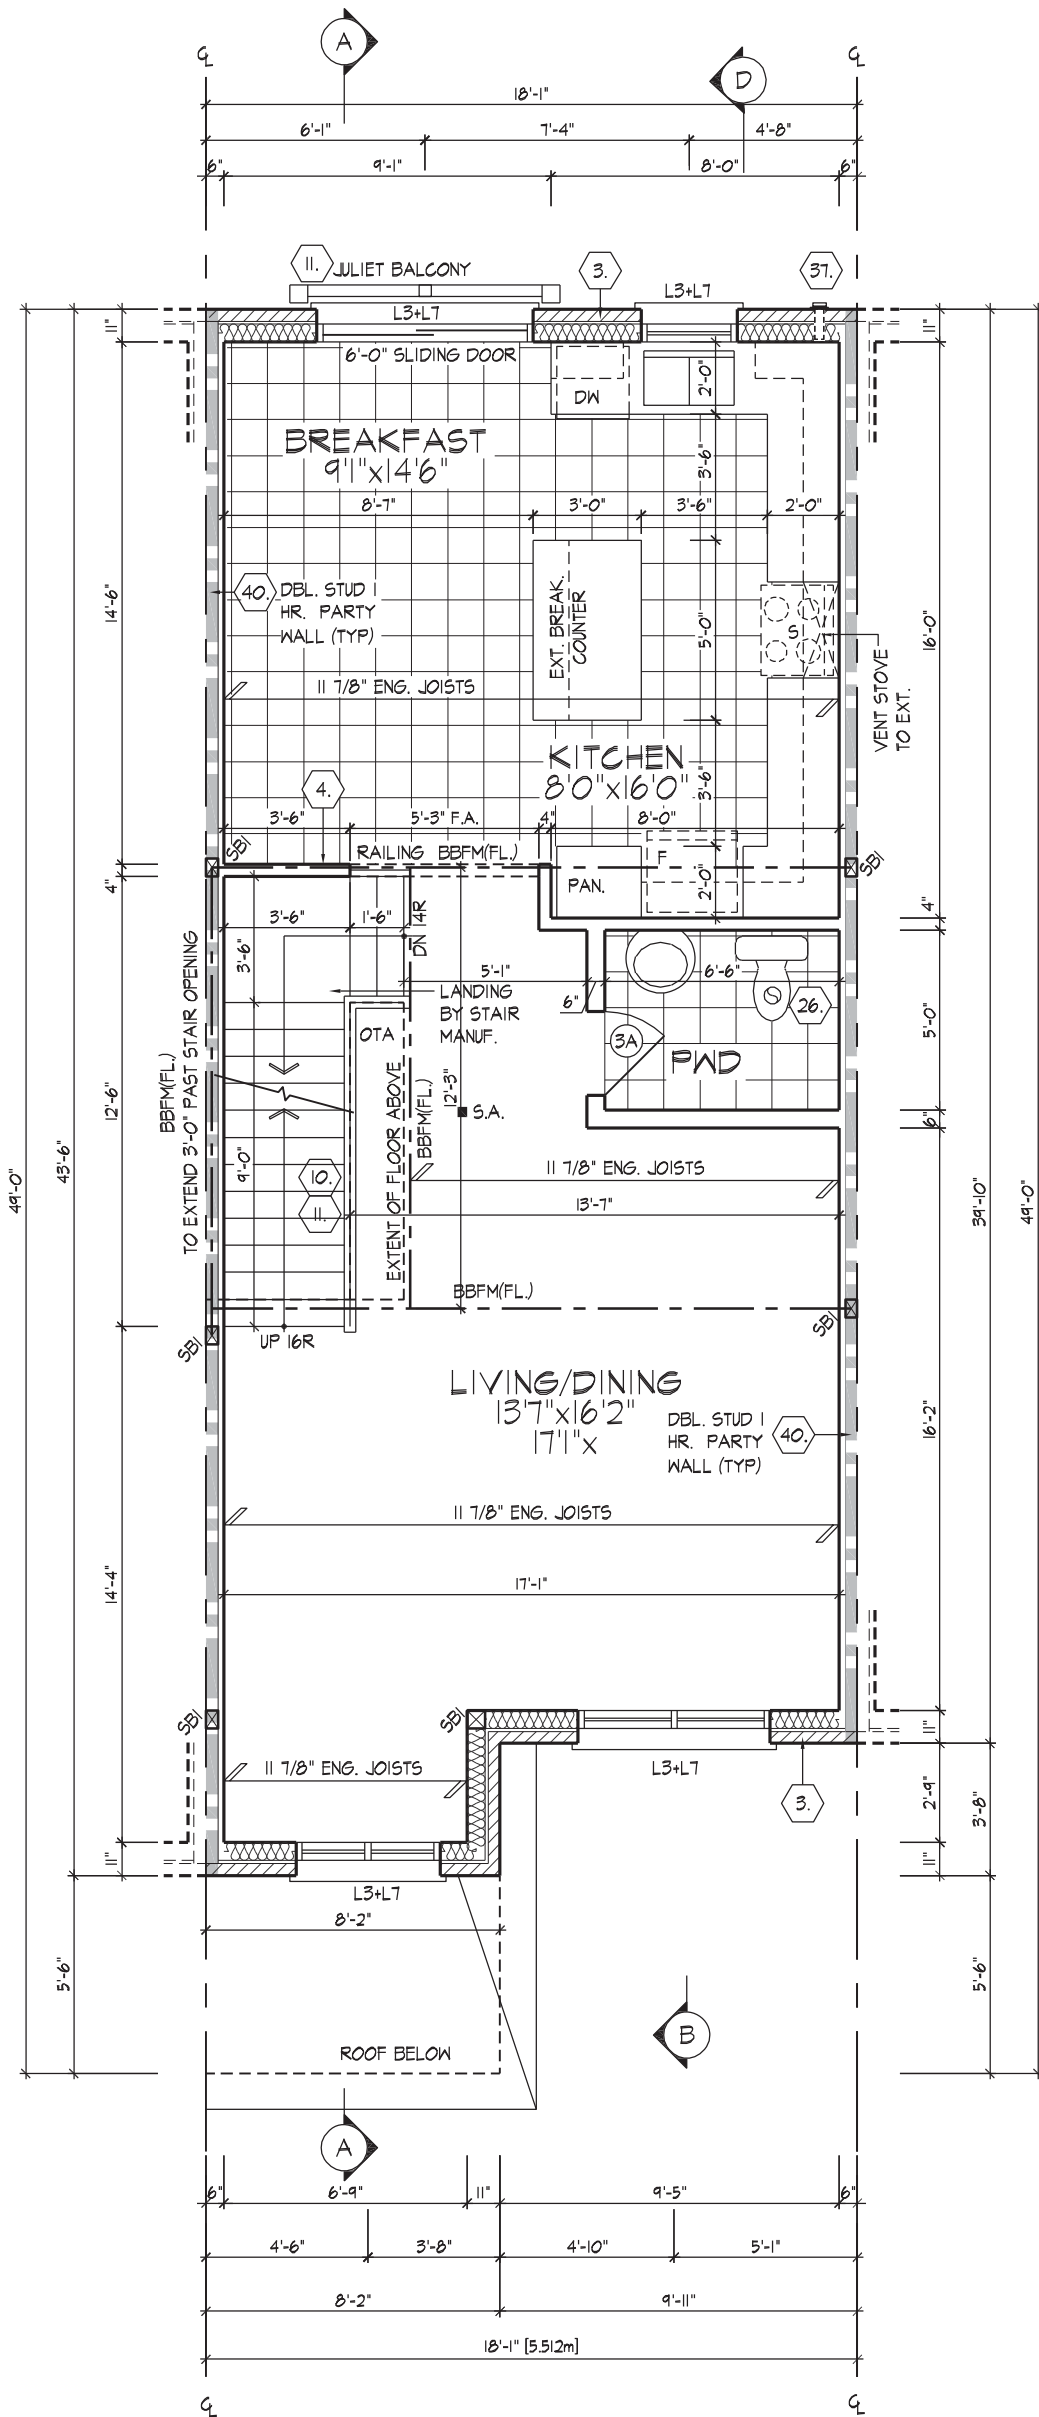 A
D
18'-1"
6'-1" 7'-4" 4'-8"
6" 9'-1" 8'-0" 6"
11. JULIET BALCONY 3. 37.
L3+L7
L3+L7
11" 11"
6'-0" SLIDING DOOR
DW
2'-0"
BREAKFAST
9'1"x14'6"
3'-6"
8'-7" 3'-0" 3'-6" 2'-0"
14'-6"
40. DBL. STUD 1
HR. PARTY
WALL (TYP)
EXT. BREAK.
COUNTER
5'-0"
S
16'-0"
VENT STOVE
TO EXT.
11 7/8" ENG. JOISTS
KITCHEN
8'0"x16'0"
3'-6"
4.
3'-6" 5'-3" F.A. 4" 8'-0"
SB1
RAILING BBFM(FL.)
F
SB1
PAN.
2'-0"
4" 4"
3'-6" 1'-6"
DN 14R
3'-6"
5'-1" 6'-6"
LANDING
BY STAIR
MANUF.
6"
26.
OTA
3A
PWD
5'-0"
BBFM(FL.)
TO EXTEND 3'-0" PAST STAIR OPENING
12'-6"
EXTENT OF FLOOR ABOVE
BBFM(FL.)
12'-3"
S.A.
6"
9'-0"
10.
11.
11 7/8" ENG. JOISTS
13'-7"
43'-6"
49'-0"
39'-10"
49'-0"
BBFM(FL.)
SB1
SB1
UP 16R
LIVING/DINING
13'7"x16'2"
17'1"x
DBL. STUD 1
HR. PARTY
WALL (TYP)
40.
16'-2"
11 7/8" ENG. JOISTS
14'-4"
17'-1"
SB1
SB1
11"
11 7/8" ENG. JOISTS
L3+L7
3.
2'-9"
3'-8"
11" 11"
L3+L7
8'-2"
5'-6" 5'-6"
B
ROOF BELOW
A
6" 6'-9" 11" 9'-5" 6"
4'-6" 3'-8" 4'-10" 5'-1"
8'-2" 9'-11"
18'-1" [5.512m]